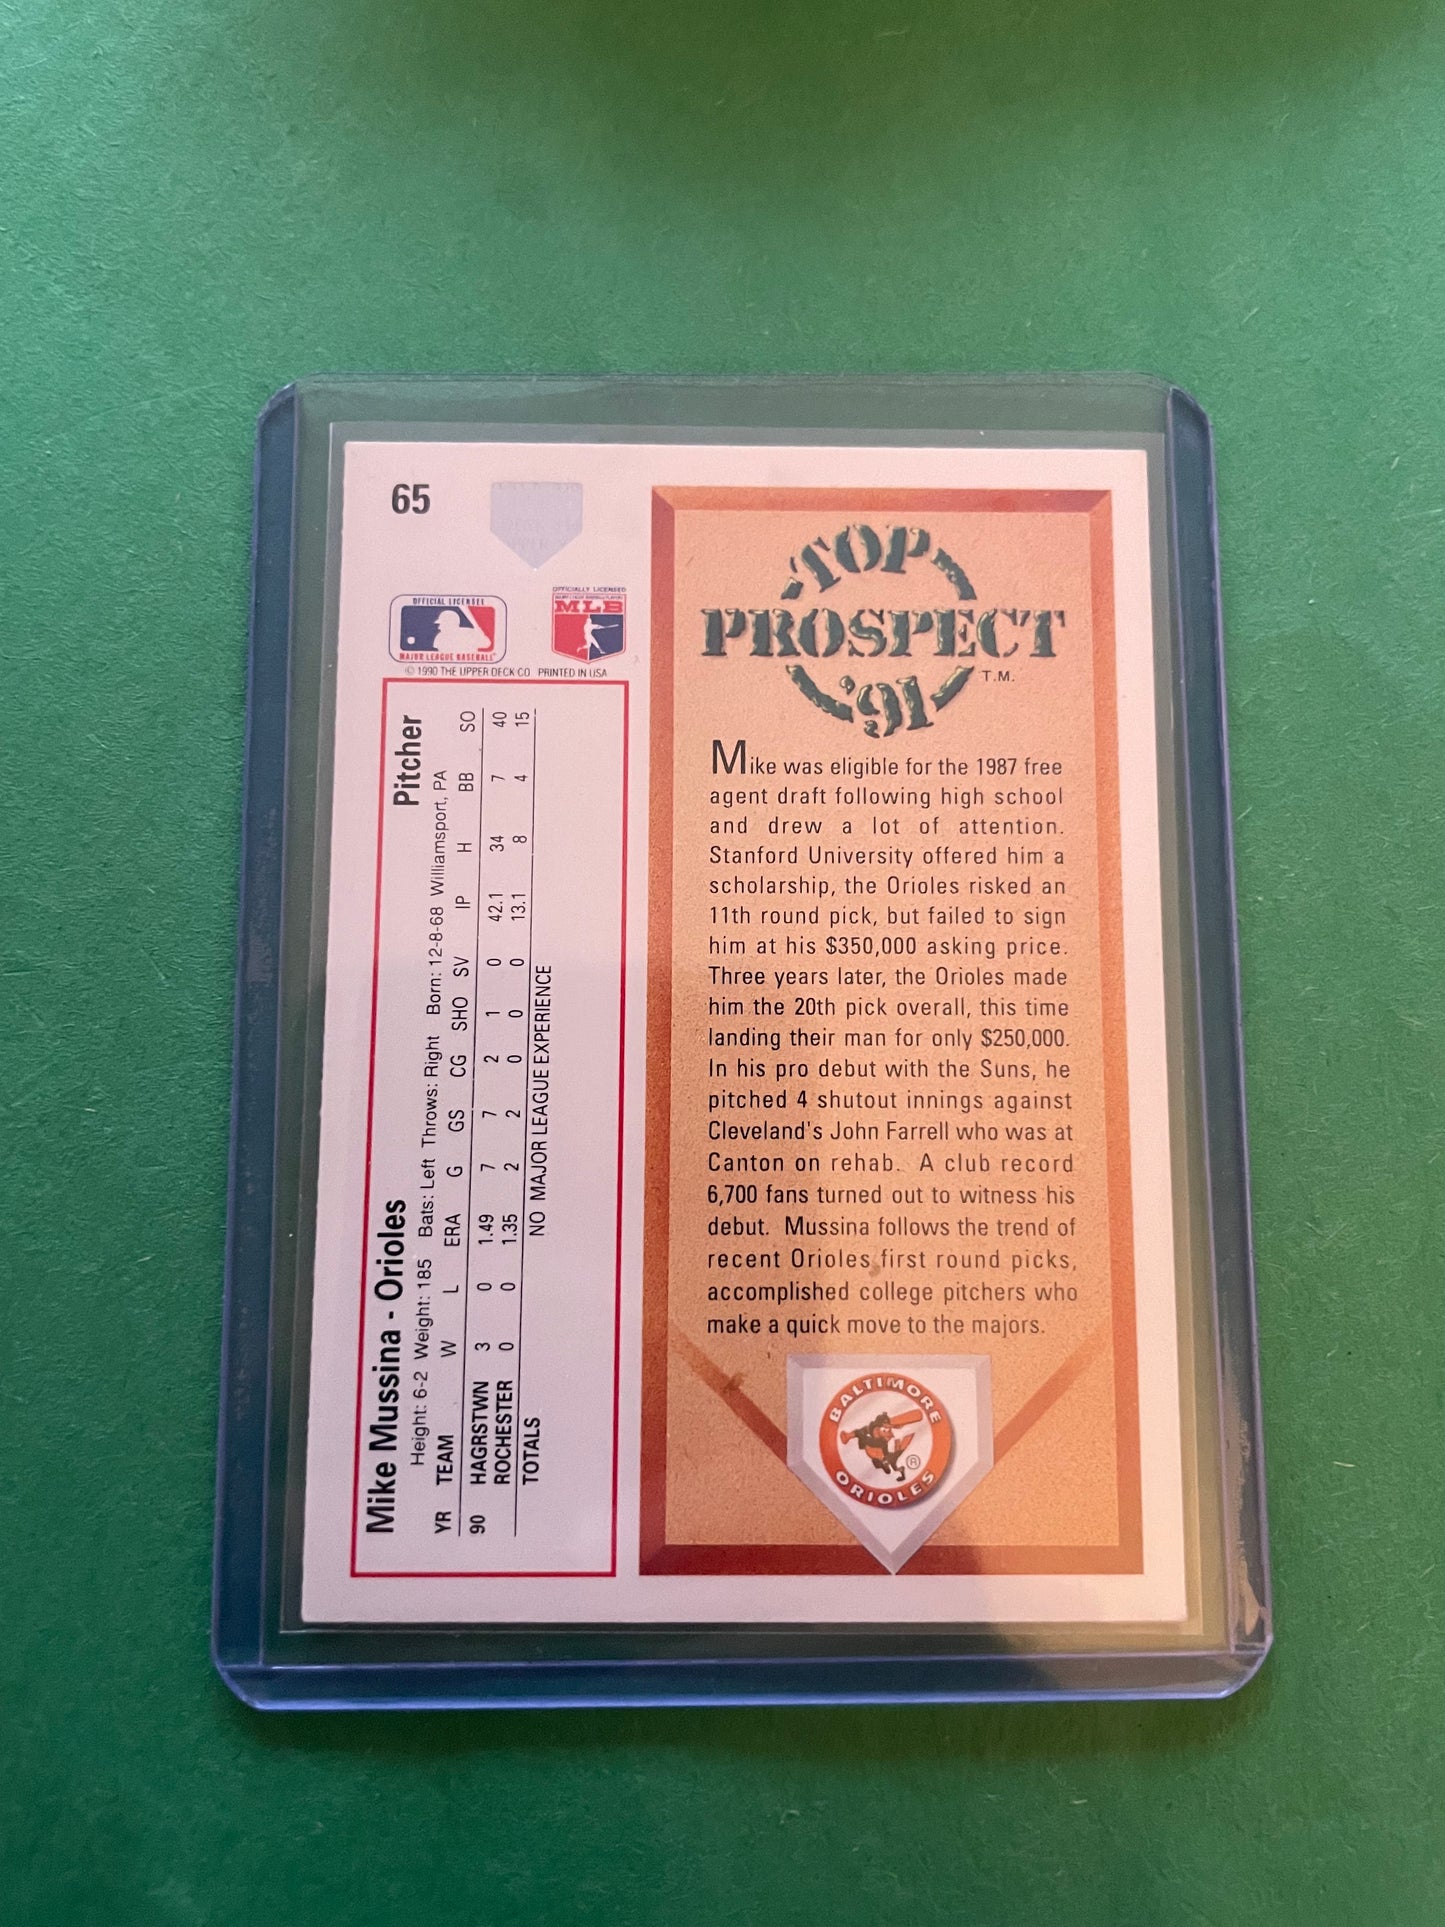 65
OFFICIAL LICENSEE
MAJOR LEAGUE BASEBALL
OFFICIALLY LICENSED
MLB
© 1990 THE UPPER DECK CO. PRINTED IN USA
Mike Mussina - Orioles Pitcher
Height: 6-2 Weight: 185 Bats: Left Throws: Right Born: 12-8-68 Williamsport, PA
YR TEAM W L ERA G GS CG SHO SV IP H BB SO
90 HAGRSTWN 3 0 1.49 7 7 2 1 0 42.1 34 7 40
ROCHESTER 0 0 1.35 2 2 0 0 0 13.1 8 4 15
TOTALS NO MAJOR LEAGUE EXPERIENCE
TOP
PROSPECT
'91
T.M.
Mike was eligible for the 1987 free
agent draft following high school
and drew a lot of attention.
Stanford University offered him a
scholarship, the Orioles risked an
11th round pick, but failed to sign
him at his $350,000 asking price.
Three years later, the Orioles made
him the 20th pick overall, this time
landing their man for only $250,000.
In his pro debut with the Suns, he
pitched 4 shutout innings against
Cleveland's John Farrell who was at
Canton on rehab. A club record
6,700 fans turned out to witness his
debut. Mussina follows the trend of
recent Orioles first round picks,
accomplished college pitchers who
make a quick move to the majors.
BALTIMORE
ORIOLES
®